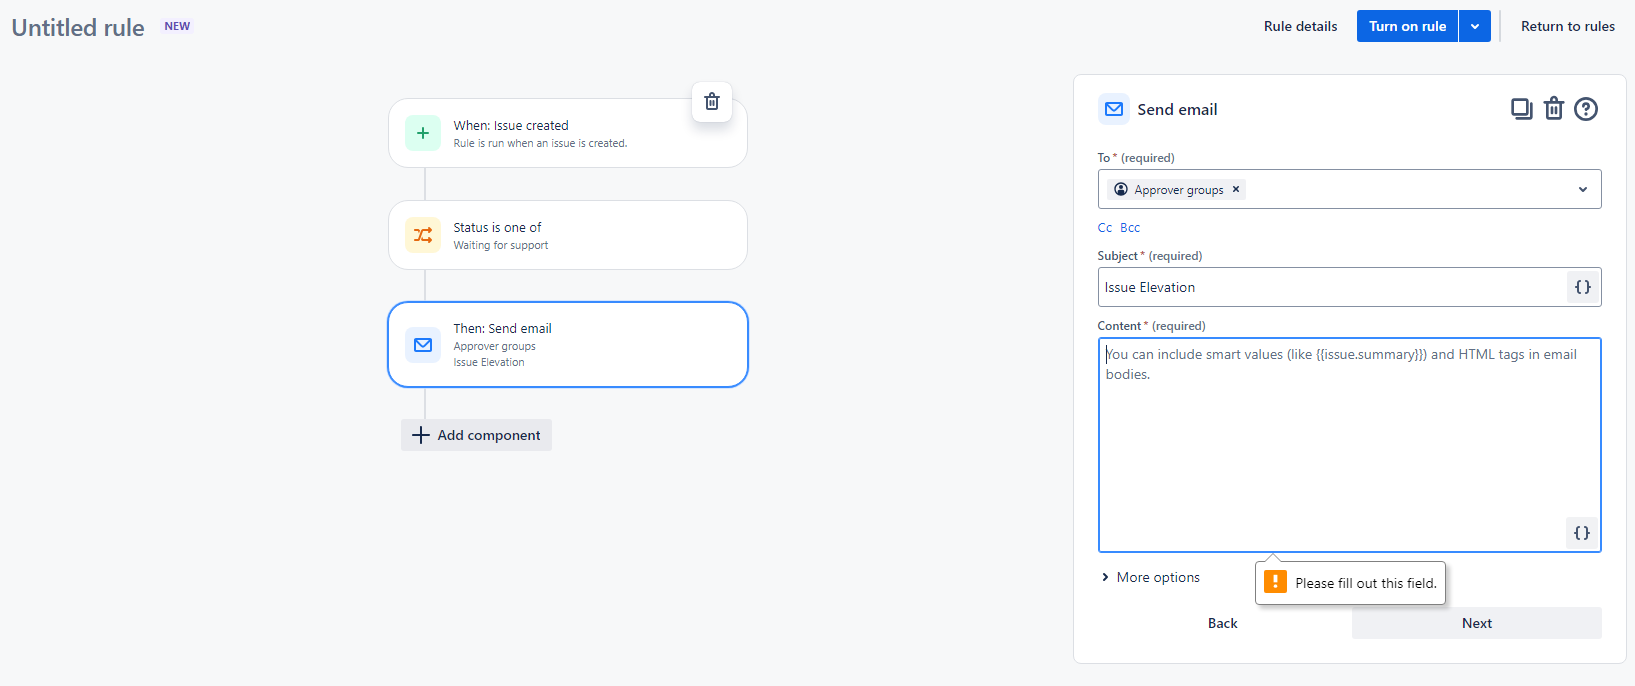 Untitled rule NEW
Rule details Turn on rule Return to rules
When: Issue created
Rule is run when an issue is created.
Status is one of
Waiting for support
Then: Send email
Approver groups
Issue Elevation
Add component
Send email
To * (required)
Approver groups
Cc Bcc
Subject * (required)
Issue Elevation
{}
Content * (required)
You can include smart values (like {{issue.summary}}) and HTML tags in email
bodies.
{}
More options
Please fill out this field.
Back Next